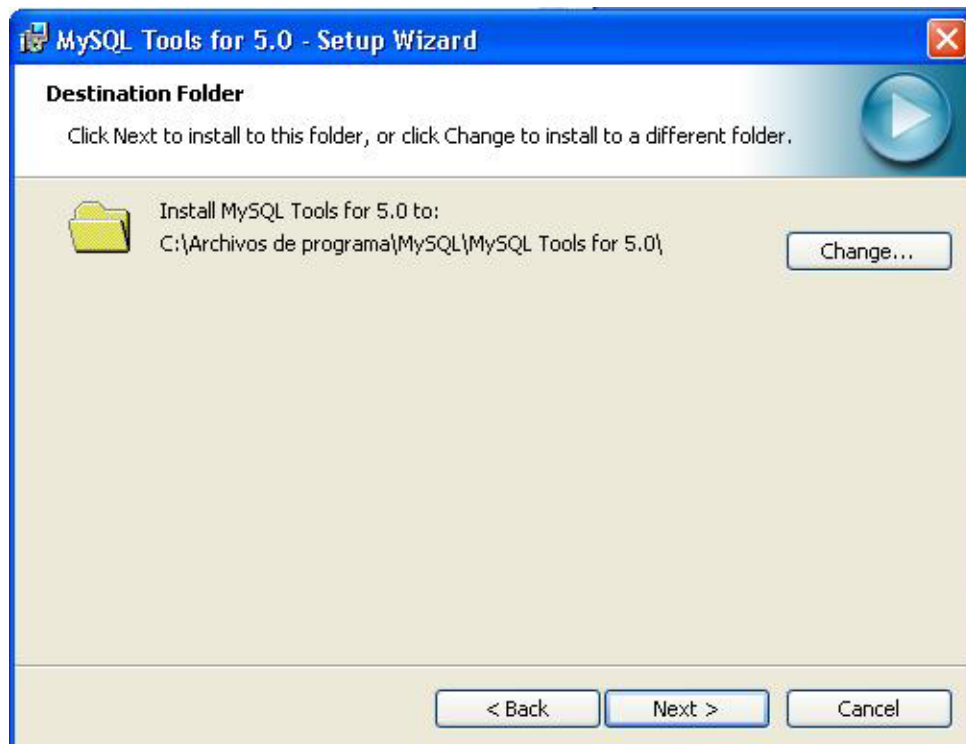 MySQL Tools for 5.0 - Setup Wizard
Destination Folder
Click Next to install to this folder, or click Change to install to a different folder.
Install MySQL Tools for 5.0 to:
C:\Archivos de programa\MySQL\MySQL Tools for 5.0\
Change...
< Back
Next >
Cancel